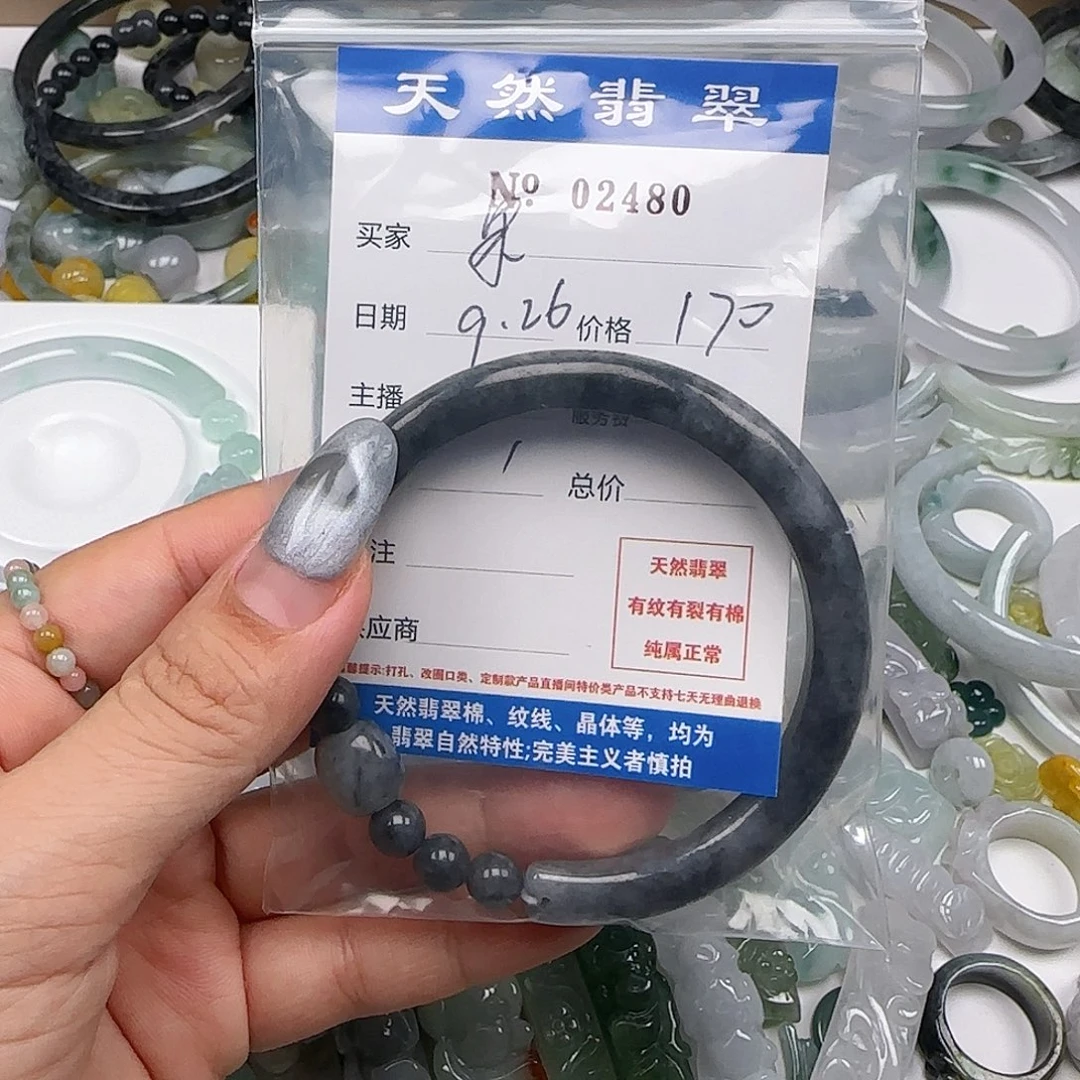 天然翡翠
№ 02480
买家
日期 9.26 价格 170
主播
服务费
总价
注
应商
天然翡翠
有纹有裂有棉
纯属正常
提示:打孔、改圈口类、定制款产品直播间特价类产品不支持七天无理由退换
天然翡翠棉、纹线、晶体等，均为
翡翠自然特性;完美主义者慎拍